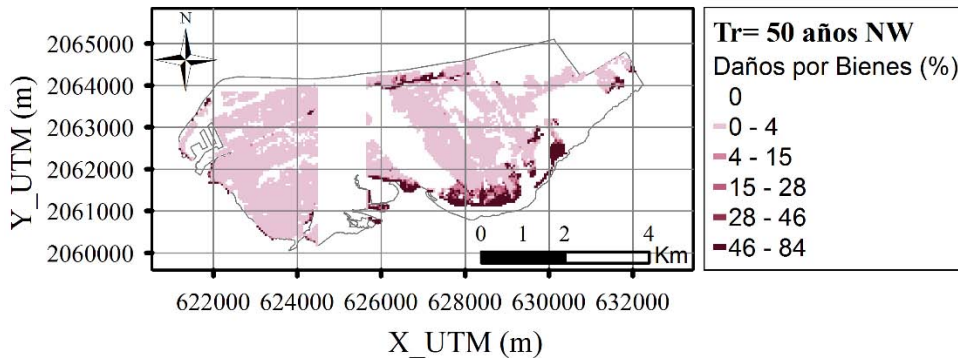 N
2065000
2064000
2063000
2062000
2061000
2060000
Y_UTM (m)
0 1 2 4
Km
622000 624000 626000 628000 630000 632000
X_UTM (m)
Tr= 50 años NW
Daños por Bienes (%)
0
0 - 4
4 - 15
15 - 28
28 - 46
46 - 84